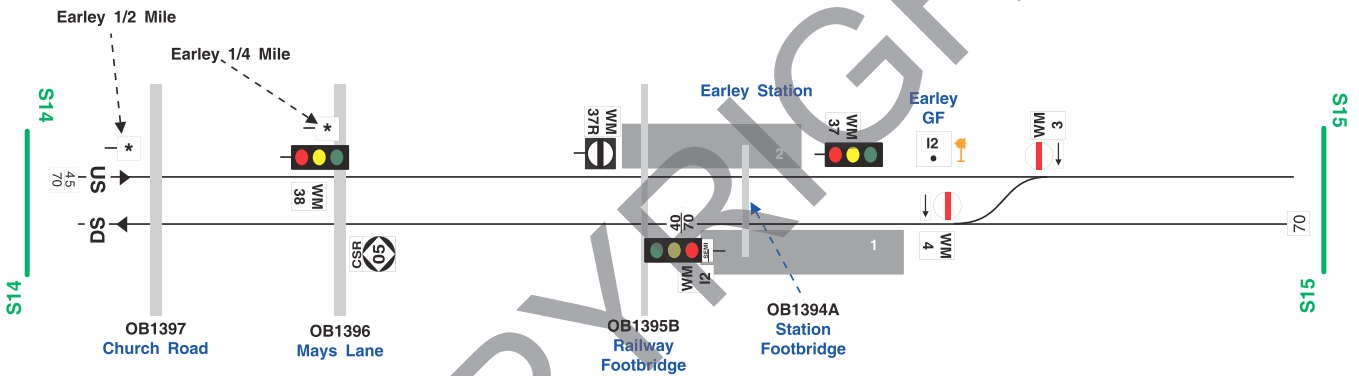 Earley 1/2 Mile
Earley 1/4 Mile
S14
S14
*
*
45
70
US
DS
WM
38
CSR
05
OB1397
Church Road
OB1396
Mays Lane
WM
37R
Earley Station
2
WM
37
Earley
GF
I2
WM
3
40
70
SEMI
WM
I2
1
WM
4
OB1395B
Railway
Footbridge
OB1394A
Station
Footbridge
70
S15
S15
PYRIGH